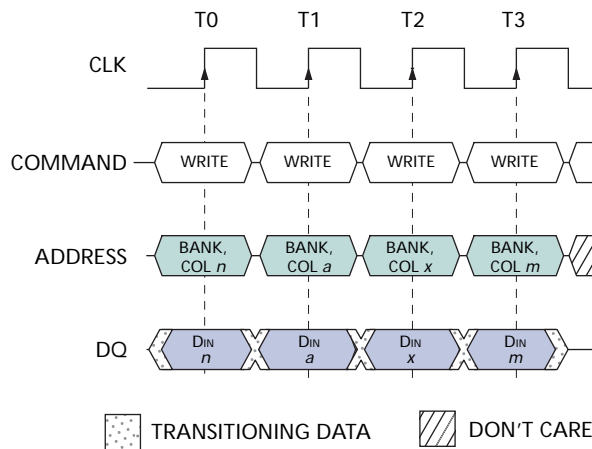 T0 T1 T2 T3
CLK
COMMAND WRITE WRITE WRITE WRITE
ADDRESS
BANK, COL n
BANK, COL a
BANK, COL x
BANK, COL m
DQ
DIN n
DIN a
DIN x
DIN m
TRANSITIONING DATA DON'T CARE